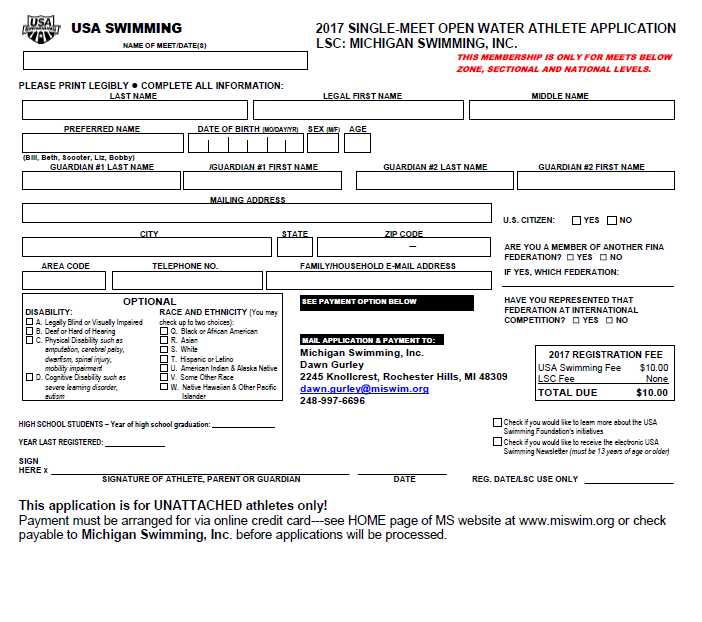 USA SWIMMING
USA SWIMMING
2017 SINGLE-MEET OPEN WATER ATHLETE APPLICATION
NAME OF MEET/DATE(S)
LSC: MICHIGAN SWIMMING, INC.
THIS MEMBERSHIP IS ONLY FOR MEETS BELOW
ZONE, SECTIONAL AND NATIONAL LEVELS.
PLEASE PRINT LEGIBLY ● COMPLETE ALL INFORMATION:
LAST NAME LEGAL FIRST NAME MIDDLE NAME
PREFERRED NAME DATE OF BIRTH (MO/DAY/YR) SEX (M/F) AGE
(Bill, Beth, Scooter, Liz, Bobby)
GUARDIAN #1 LAST NAME /GUARDIAN #1 FIRST NAME GUARDIAN #2 LAST NAME GUARDIAN #2 FIRST NAME
MAILING ADDRESS
U.S. CITIZEN: ☐ YES ☐ NO
CITY STATE ZIP CODE
—
ARE YOU A MEMBER OF ANOTHER FINA
FEDERATION? ☐ YES ☐ NO
AREA CODE TELEPHONE NO. FAMILY/HOUSEHOLD E-MAIL ADDRESS
IF YES, WHICH FEDERATION:
HAVE YOU REPRESENTED THAT
FEDERATION AT INTERNATIONAL
COMPETITION? ☐ YES ☐ NO
OPTIONAL
DISABILITY:
☐ A. Legally Blind or Visually Impaired
☐ B. Deaf or Hard of Hearing
☐ C. Physical Disability such as
amputation, cerebral palsy,
dwarfism, spinal injury,
mobility impairment
☐ D. Cognitive Disability such as
severe learning disorder,
autism
RACE AND ETHNICITY (You may
check up to two choices):
☐ Q. Black or African American
☐ R. Asian
☐ S. White
☐ T. Hispanic or Latino
☐ U. American Indian & Alaska Native
☐ V. Some Other Race
☐ W. Native Hawaiian & Other Pacific
Islander
SEE PAYMENT OPTION BELOW
MAIL APPLICATION & PAYMENT TO:
Michigan Swimming, Inc.
Dawn Gurley
2245 Knollcrest, Rochester Hills, MI 48309
dawn.gurley@miswim.org
248-997-6696
2017 REGISTRATION FEE
USA Swimming Fee $10.00
LSC Fee None
TOTAL DUE $10.00
HIGH SCHOOL STUDENTS – Year of high school graduation:
YEAR LAST REGISTERED:
☐ Check if you would like to learn more about the USA
Swimming Foundation's initiatives
☐ Check if you would like to receive the electronic USA
Swimming Newsletter (must be 13 years of age or older)
SIGN
HERE x
SIGNATURE OF ATHLETE, PARENT OR GUARDIAN DATE REG. DATE/LSC USE ONLY
This application is for UNATTACHED athletes only!
Payment must be arranged for via online credit card---see HOME page of MS website at www.miswim.org or check
payable to Michigan Swimming, Inc. before applications will be processed.